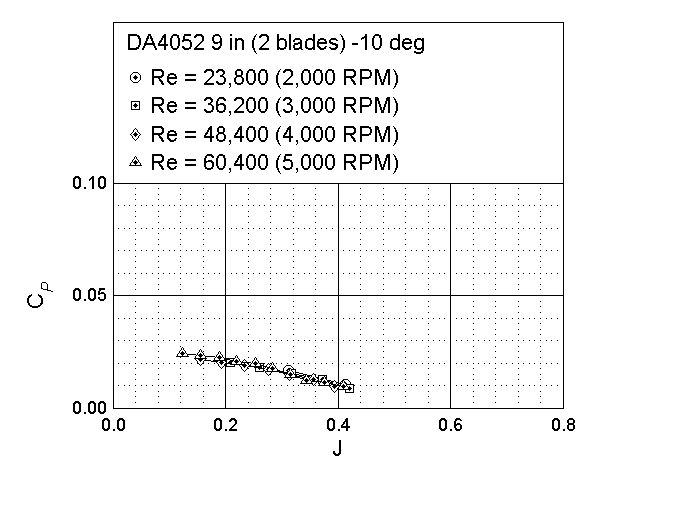 DA4052 9 in (2 blades) -10 deg
Re = 23,800 (2,000 RPM)
Re = 36,200 (3,000 RPM)
Re = 48,400 (4,000 RPM)
Re = 60,400 (5,000 RPM)
0.10
0.05
0.00
CP
0.0 0.2 0.4 0.6 0.8
J